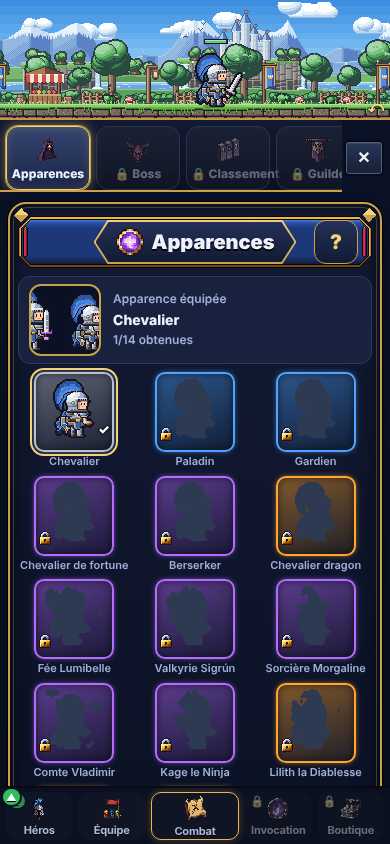 Apparences
Boss
Classement
Guilde
×
Apparences
?
Apparence équipée
Chevalier
1/14 obtenues
Chevalier
Paladin
Gardien
Chevalier de fortune
Berserker
Chevalier dragon
Fée Lumibelle
Valkyrie Sigrún
Sorcière Morgaline
Comte Vladimir
Kage le Ninja
Lilith la Diablesse
Héros
Équipe
Combat
Invocation
Boutique